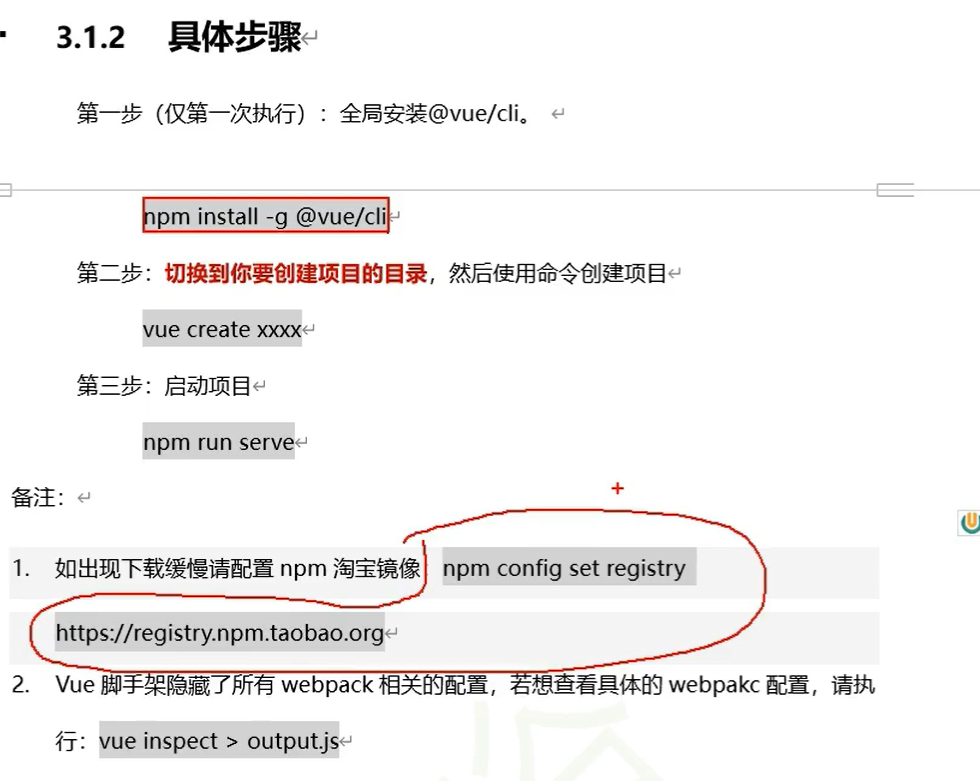 3.1.2 具体步骤
第一步（仅第一次执行）：全局安装@vue/cli。
npm install -g @vue/cli
第二步：切换到你要创建项目的目录，然后使用命令创建项目
vue create xxxx
第三步：启动项目
npm run serve
备注：
1. 如出现下载缓慢请配置 npm 淘宝镜像 npm config set registry
https://registry.npm.taobao.org
2. Vue 脚手架隐藏了所有 webpack 相关的配置，若想查看具体的 webpakc 配置，请执
行：vue inspect > output.js